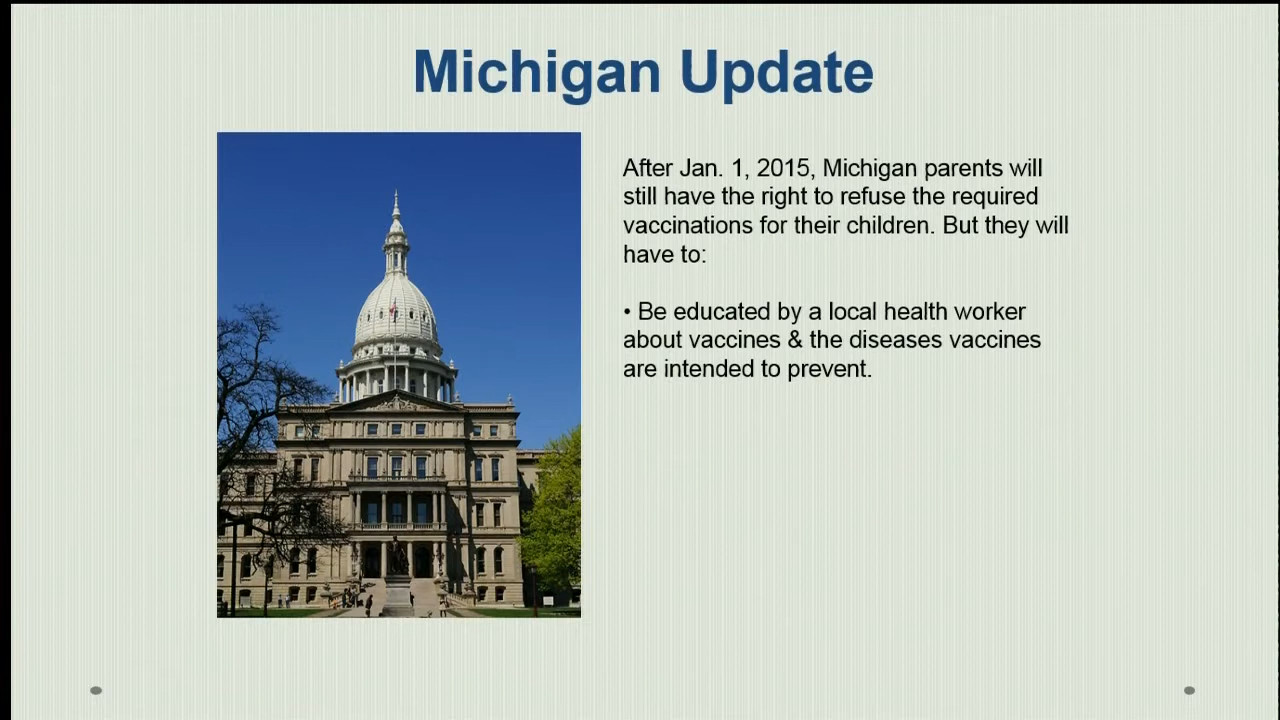 Michigan Update
After Jan. 1, 2015, Michigan parents will
still have the right to refuse the required
vaccinations for their children. But they will
have to:
• Be educated by a local health worker
about vaccines & the diseases vaccines
are intended to prevent.